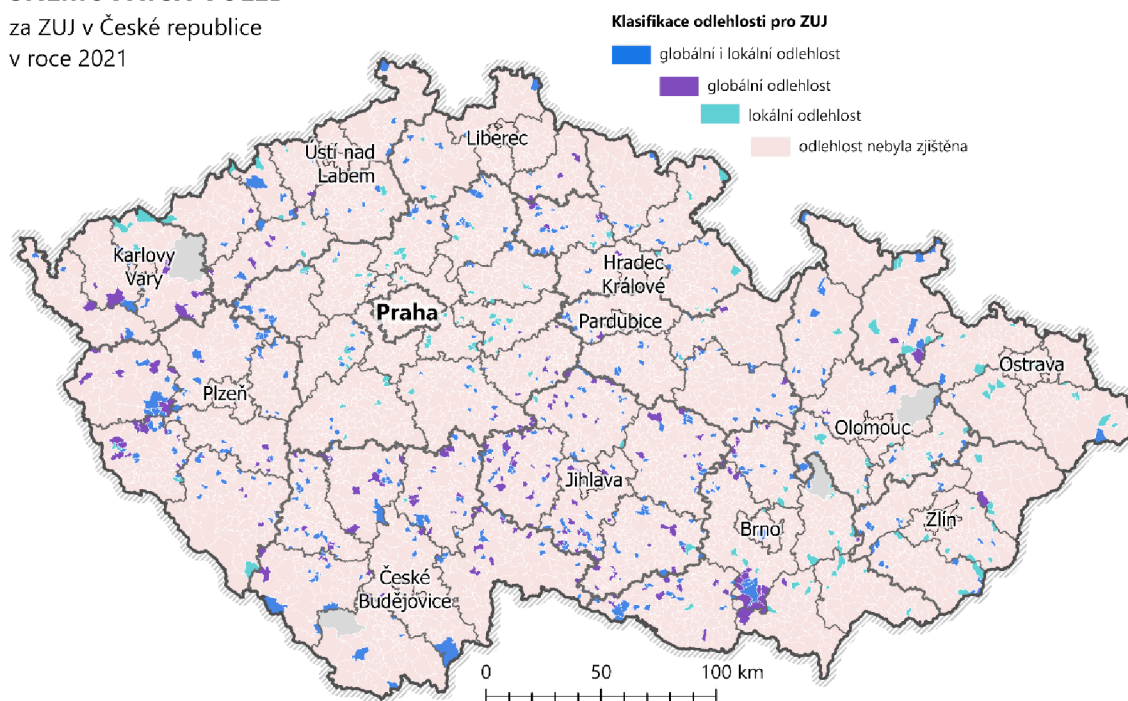 za ZUJ v České republice
v roce 2021
Klasifikace odlehlosti pro ZUJ
globální i lokální odlehlost
globální odlehlost
lokální odlehlost
odlehlost nebyla zjištěna
Liberec
Ústí nad
Labem
Karlovy
Vary
Hradec
Králové
Praha
Pardubice
Ostrava
Plzeň
Olomouc
Jihlava
Zlín
Brno
České
Budějovice
0 50 100 km